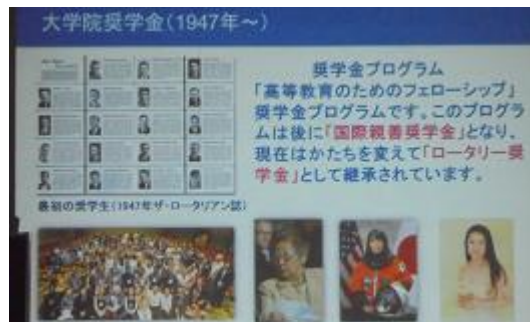 大学院奨学金(1947年～)
奨学金プログラム
「高等教育のためのフェローシップ」
奨学金プログラムです。このプログラ
ムは後に「国際親善奨学金」となり、
現在はかたちを変えて「ロータリー奨
学金」として継承されています。
最初の奨学生(1947年ザ・ロータリアン誌)